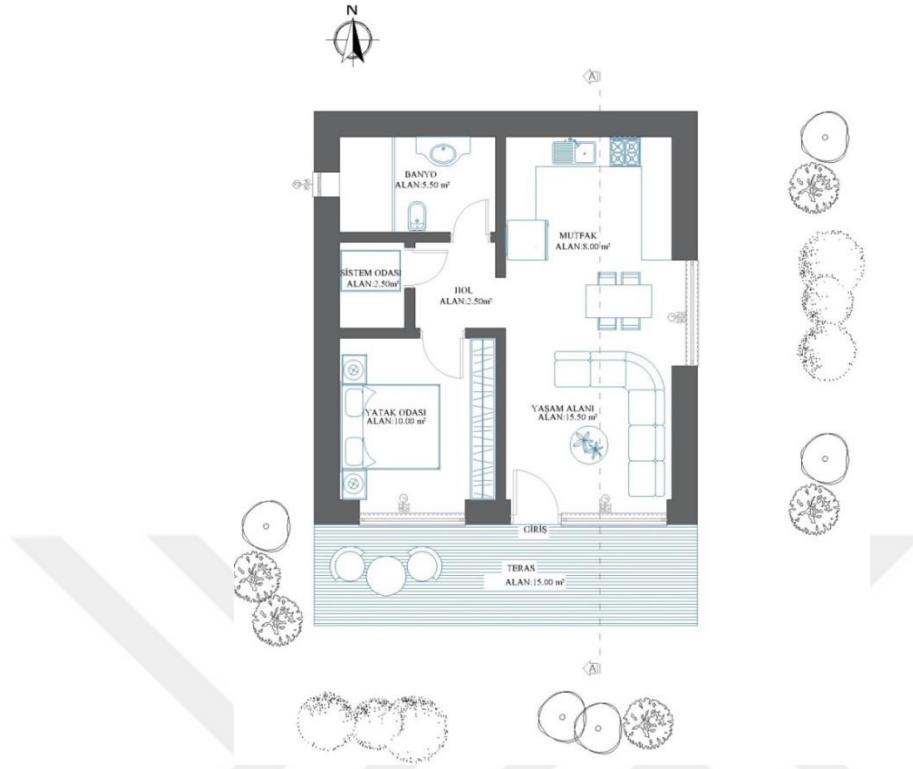 N
A
BANYO
ALAN:5.50 m²
MUTFAK
ALAN:8.00 m²
SİSTEM ODASI
ALAN:2.50m²
HOL
ALAN:2.50m²
YATAK ODASI
ALAN:10.00 m²
YAŞAM ALANI
ALAN:15.50 m²
GİRİŞ
TERAS
ALAN:15.00 m²
A